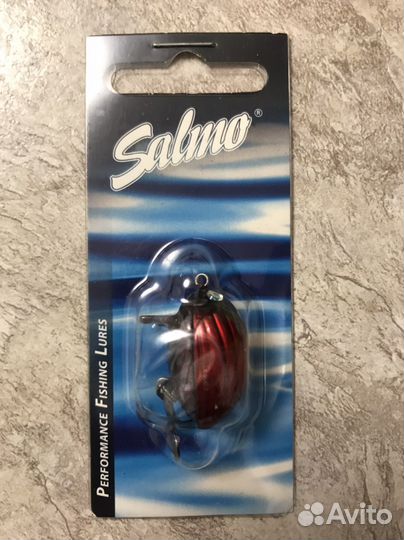 Salmo®
PERFORMANCE FISHING LURES
Avito